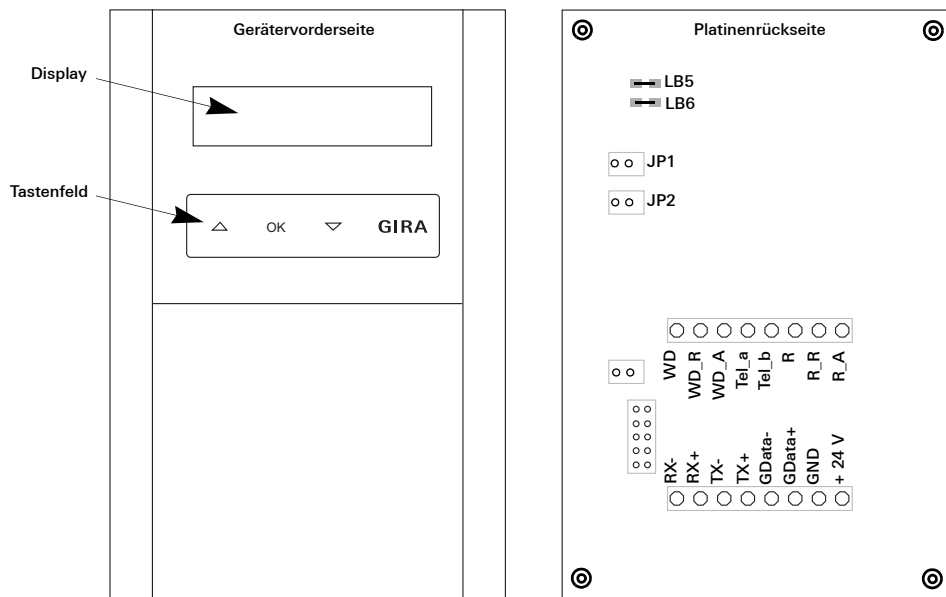 Gerätervorderseite
Display
Tastenfeld
OK
GIRA
Platinenrückseite
LB5
LB6
JP1
JP2
WD
WD_R
WD_A
Tel_a
Tel_b
R
R_R
R_A
RX-
RX+
TX-
TX+
GData-
GData+
GND
+ 24 V